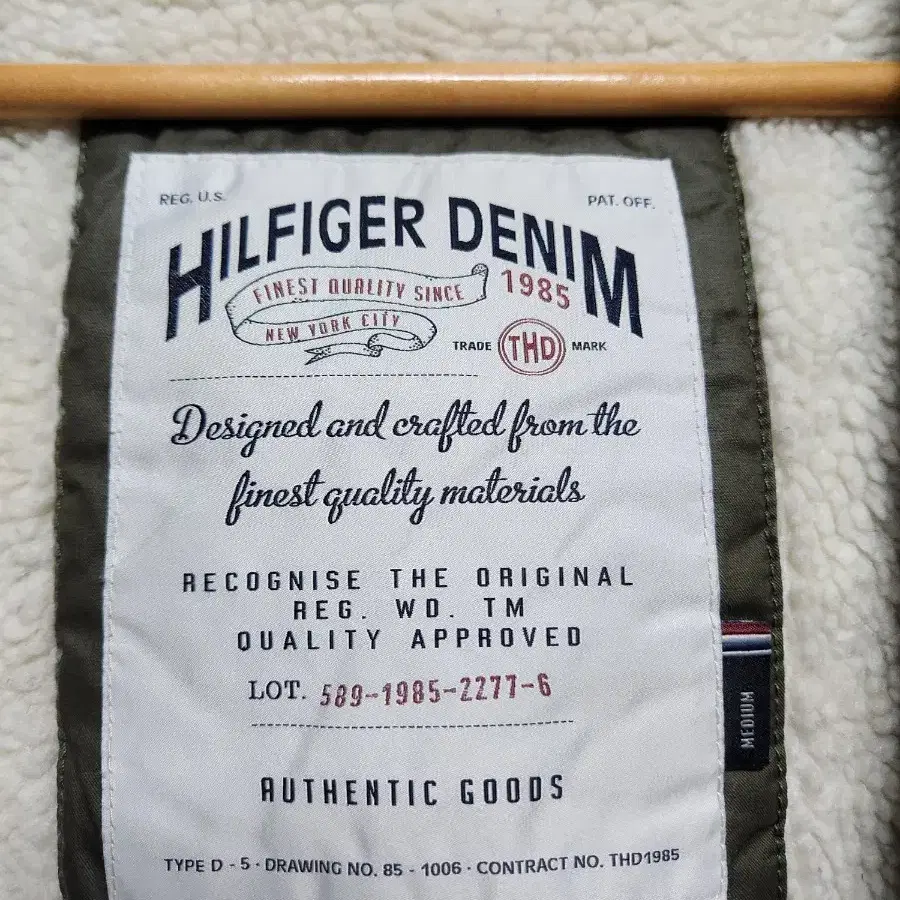 REG. U.S. PAT. OFF.
HILFIGER DENIM
FINEST QUALITY SINCE 1985
NEW YORK CITY
TRADE THD MARK
Designed and crafted from the
finest quality materials
RECOGNISE THE ORIGINAL
REG. WD. TM
QUALITY APPROVED
LOT. 589-1985-2277-6
MEDIUM
AUTHENTIC GOODS
TYPE D - 5 · DRAWING NO. 85 - 1006 · CONTRACT NO. THD1985